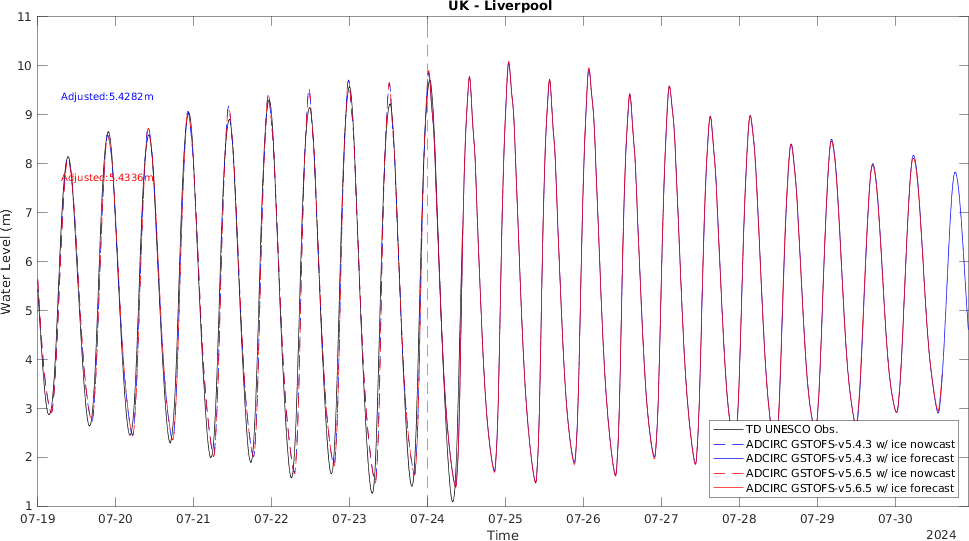 UK - Liverpool
11
10
9
8
7
6
5
4
3
2
1
Water Level (m)
Adjusted:5.4282m
Adjusted:5.4336m
TD UNESCO Obs.
ADCIRC GSTOFS-v5.4.3 w/ ice nowcast
ADCIRC GSTOFS-v5.4.3 w/ ice forecast
ADCIRC GSTOFS-v5.6.5 w/ ice nowcast
ADCIRC GSTOFS-v5.6.5 w/ ice forecast
07-19 07-20 07-21 07-22 07-23 07-24 07-25 07-26 07-27 07-28 07-29 07-30
Time
2024